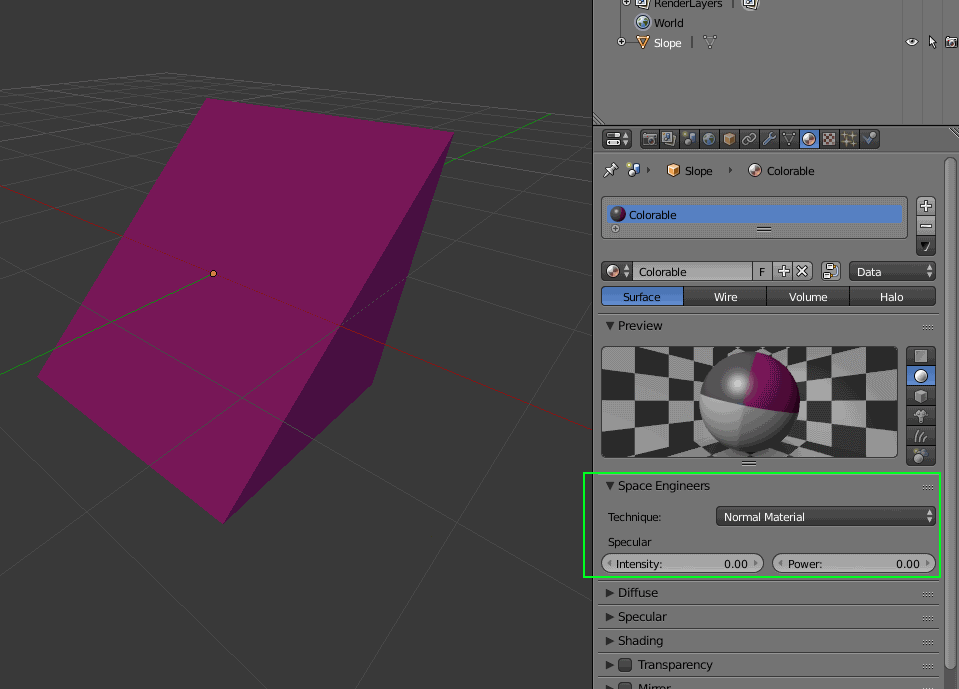 RenderLayers
World
Slope
Slope Colorable
Colorable
Colorable F Data
Surface Wire Volume Halo
Preview
Space Engineers
Technique: Normal Material
Specular
Intensity: 0.00 Power: 0.00
Diffuse
Specular
Shading
Transparency
Mirror